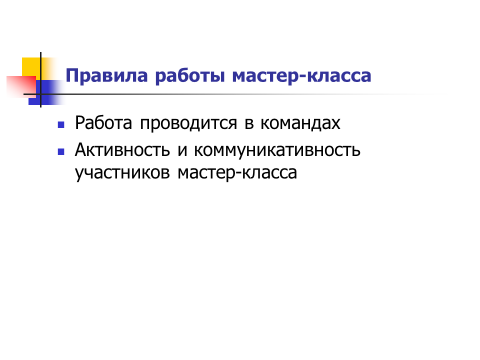 Правила работы мастер-класса
Работа проводится в командах
Активность и коммуникативность
участников мастер-класса